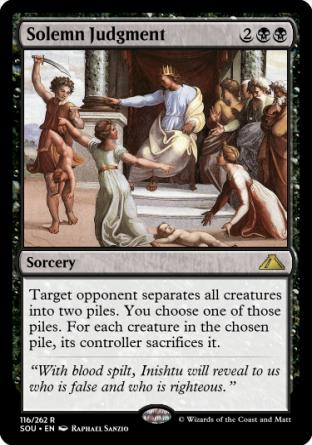 Solemn Judgment 2
Sorcery
Target opponent separates all creatures
into two piles. You choose one of those
piles. For each creature in the chosen
pile, its controller sacrifices it.
“With blood spilt, Inishtu will reveal to us
who is false and who is righteous.”
116/262 R
SOU • EN Raphael Sanzio
© Wizards of the Coast and Matt